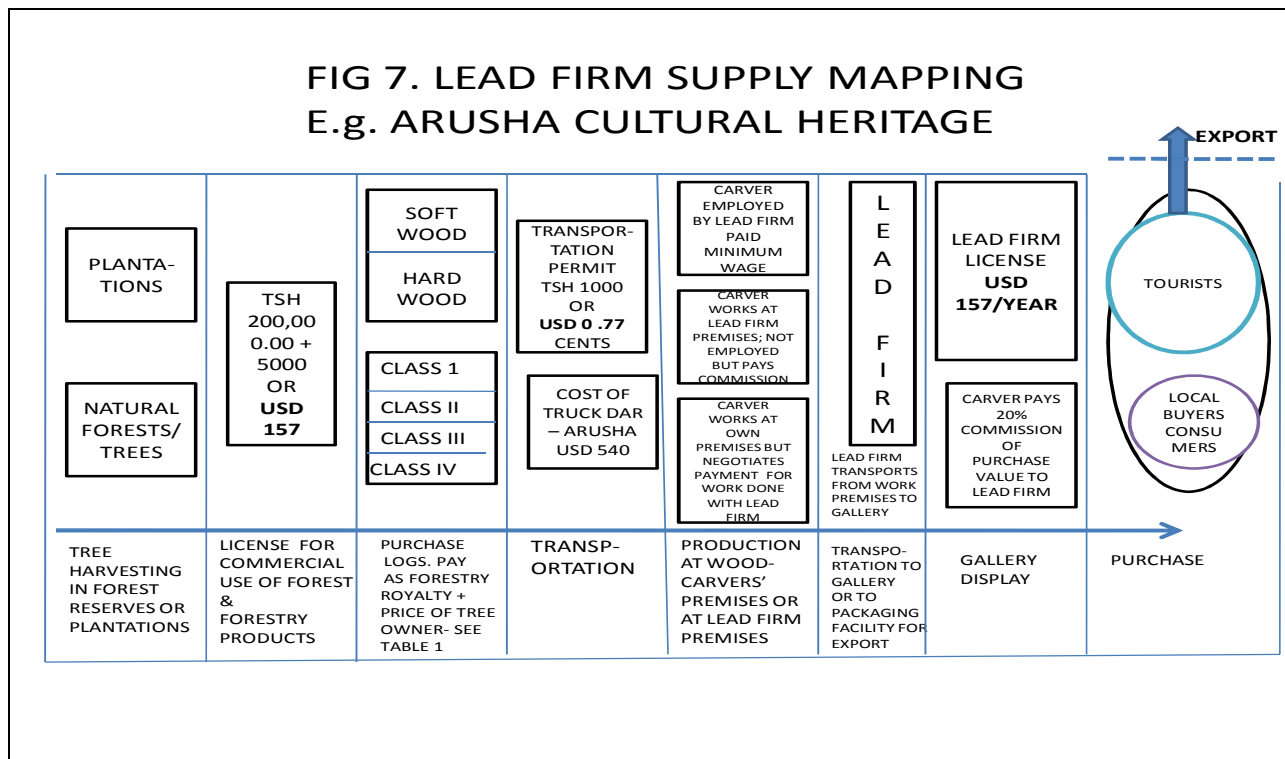 FIG 7. LEAD FIRM SUPPLY MAPPING
E.g. ARUSHA CULTURAL HERITAGE
EXPORT
PLANTA-
TIONS
NATURAL
FORESTS/
TREES
TSH
200,00
0.00 +
5000
OR
USD
157
SOFT
WOOD
HARD
WOOD
CLASS 1
CLASS II
CLASS III
CLASS IV
TRANSPOR-
TATION
PERMIT
TSH 1000
OR
USD 0 .77
CENTS
COST OF
TRUCK DAR
– ARUSHA
USD 540
CARVER
EMPLOYED
BY LEAD FIRM
PAID
MINIMUM
WAGE
CARVER
WORKS AT
LEAD FIRM
PREMISES; NOT
EMPLOYED
BUT PAYS
COMMISSION
CARVER
WORKS AT
OWN
PREMISES BUT
NEGOTIATES
PAYMENT FOR
WORK DONE
WITH LEAD
FIRM
L
E
A
D
F
I
R
M
LEAD FIRM
TRANSPORTS
FROM WORK
PREMISES TO
GALLERY
LEAD FIRM
LICENSE
USD
157/YEAR
CARVER PAYS
20%
COMMISSION
OF
PURCHASE
VALUE TO
LEAD FIRM
TOURISTS
LOCAL
BUYERS
CONSU
MERS
TREE
HARVESTING
IN FOREST
RESERVES OR
PLANTATIONS
LICENSE FOR
COMMERCIAL
USE OF FOREST
&
FORESTRY
PRODUCTS
PURCHASE
LOGS. PAY
AS FORESTRY
ROYALTY +
PRICE OF TREE
OWNER- SEE
TABLE 1
TRANSP-
ORTATION
PRODUCTION
AT WOOD-
CARVERS’
PREMISES OR
AT LEAD FIRM
PREMISES
TRANSPO-
RTATION TO
GALLERY
OR TO
PACKAGING
FACILITY FOR
EXPORT
GALLERY
DISPLAY
PURCHASE